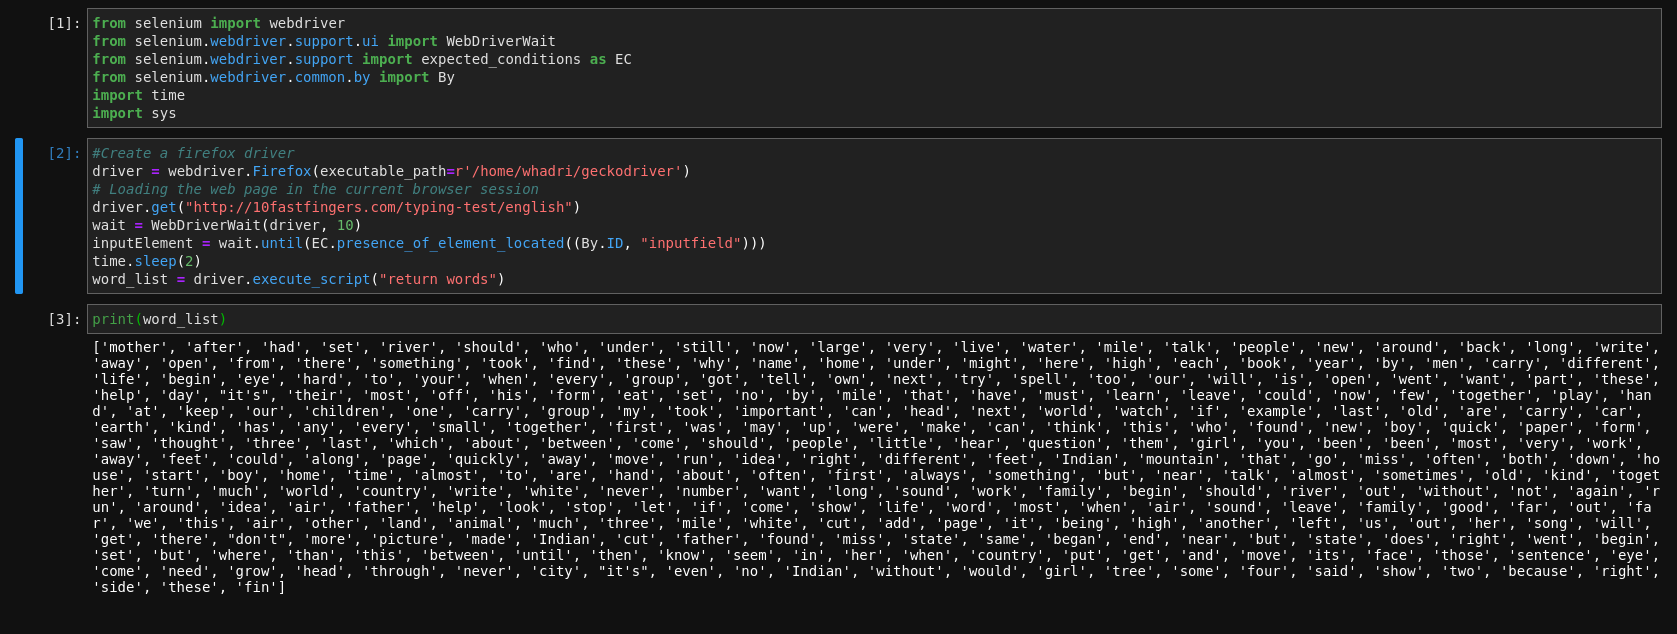 [1]: from selenium import webdriver
from selenium.webdriver.support.ui import WebDriverWait
from selenium.webdriver.support import expected_conditions as EC
from selenium.webdriver.common.by import By
import time
import sys
[2]: #Create a firefox driver
driver = webdriver.Firefox(executable_path=r'/home/whadri/geckodriver')
# Loading the web page in the current browser session
driver.get("http://10fastfingers.com/typing-test/english")
wait = WebDriverWait(driver, 10)
inputElement = wait.until(EC.presence_of_element_located((By.ID, "inputfield")))
time.sleep(2)
word_list = driver.execute_script("return words")
[3]: print(word_list)
['mother', 'after', 'had', 'set', 'river', 'should', 'who', 'under', 'still', 'now', 'large', 'very', 'live', 'water', 'mile', 'talk', 'people', 'new', 'around', 'back', 'long', 'write',
'away', 'open', 'from', 'there', 'something', 'took', 'find', 'these', 'why', 'name', 'home', 'under', 'might', 'here', 'high', 'each', 'book', 'year', 'by', 'men', 'carry', 'different',
'life', 'begin', 'eye', 'hard', 'to', 'your', 'when', 'every', 'group', 'got', 'tell', 'own', 'next', 'try', 'spell', 'too', 'our', 'will', 'is', 'open', 'went', 'want', 'part', 'these',
'help', 'day', "it's", 'their', 'most', 'off', 'his', 'form', 'eat', 'set', 'no', 'by', 'mile', 'that', 'have', 'must', 'learn', 'leave', 'could', 'now', 'few', 'together', 'play', 'han
d', 'at', 'keep', 'our', 'children', 'one', 'carry', 'group', 'my', 'took', 'important', 'can', 'head', 'next', 'world', 'watch', 'if', 'example', 'last', 'old', 'are', 'carry', 'car',
'earth', 'kind', 'has', 'any', 'every', 'small', 'together', 'first', 'was', 'may', 'up', 'were', 'make', 'can', 'think', 'this', 'who', 'found', 'new', 'boy', 'quick', 'paper', 'form',
'saw', 'thought', 'three', 'last', 'which', 'about', 'between', 'come', 'should', 'people', 'little', 'hear', 'question', 'them', 'girl', 'you', 'been', 'been', 'most', 'very', 'work',
'away', 'feet', 'could', 'along', 'page', 'quickly', 'away', 'move', 'run', 'idea', 'right', 'different', 'feet', 'Indian', 'mountain', 'that', 'go', 'miss', 'often', 'both', 'down', 'ho
use', 'start', 'boy', 'home', 'time', 'almost', 'to', 'are', 'hand', 'about', 'often', 'first', 'always', 'something', 'but', 'near', 'talk', 'almost', 'sometimes', 'old', 'kind', 'toget
her', 'turn', 'much', 'world', 'country', 'write', 'white', 'never', 'number', 'want', 'long', 'sound', 'work', 'family', 'begin', 'should', 'river', 'out', 'without', 'not', 'again', 'r
un', 'around', 'idea', 'air', 'father', 'help', 'look', 'stop', 'let', 'if', 'come', 'show', 'life', 'word', 'most', 'when', 'air', 'sound', 'leave', 'family', 'good', 'far', 'out', 'fa
r', 'we', 'this', 'air', 'other', 'land', 'animal', 'much', 'three', 'mile', 'white', 'cut', 'add', 'page', 'it', 'being', 'high', 'another', 'left', 'us', 'out', 'her', 'song', 'will',
'get', 'there', "don't", 'more', 'picture', 'made', 'Indian', 'cut', 'father', 'found', 'miss', 'state', 'same', 'began', 'end', 'near', 'but', 'state', 'does', 'right', 'went', 'begin',
'set', 'but', 'where', 'than', 'this', 'between', 'until', 'then', 'know', 'seem', 'in', 'her', 'when', 'country', 'put', 'get', 'and', 'move', 'its', 'face', 'those', 'sentence', 'eye',
'come', 'need', 'grow', 'head', 'through', 'never', 'city', "it's", 'even', 'no', 'Indian', 'without', 'would', 'girl', 'tree', 'some', 'four', 'said', 'show', 'two', 'because', 'right',
'side', 'these', 'fin']